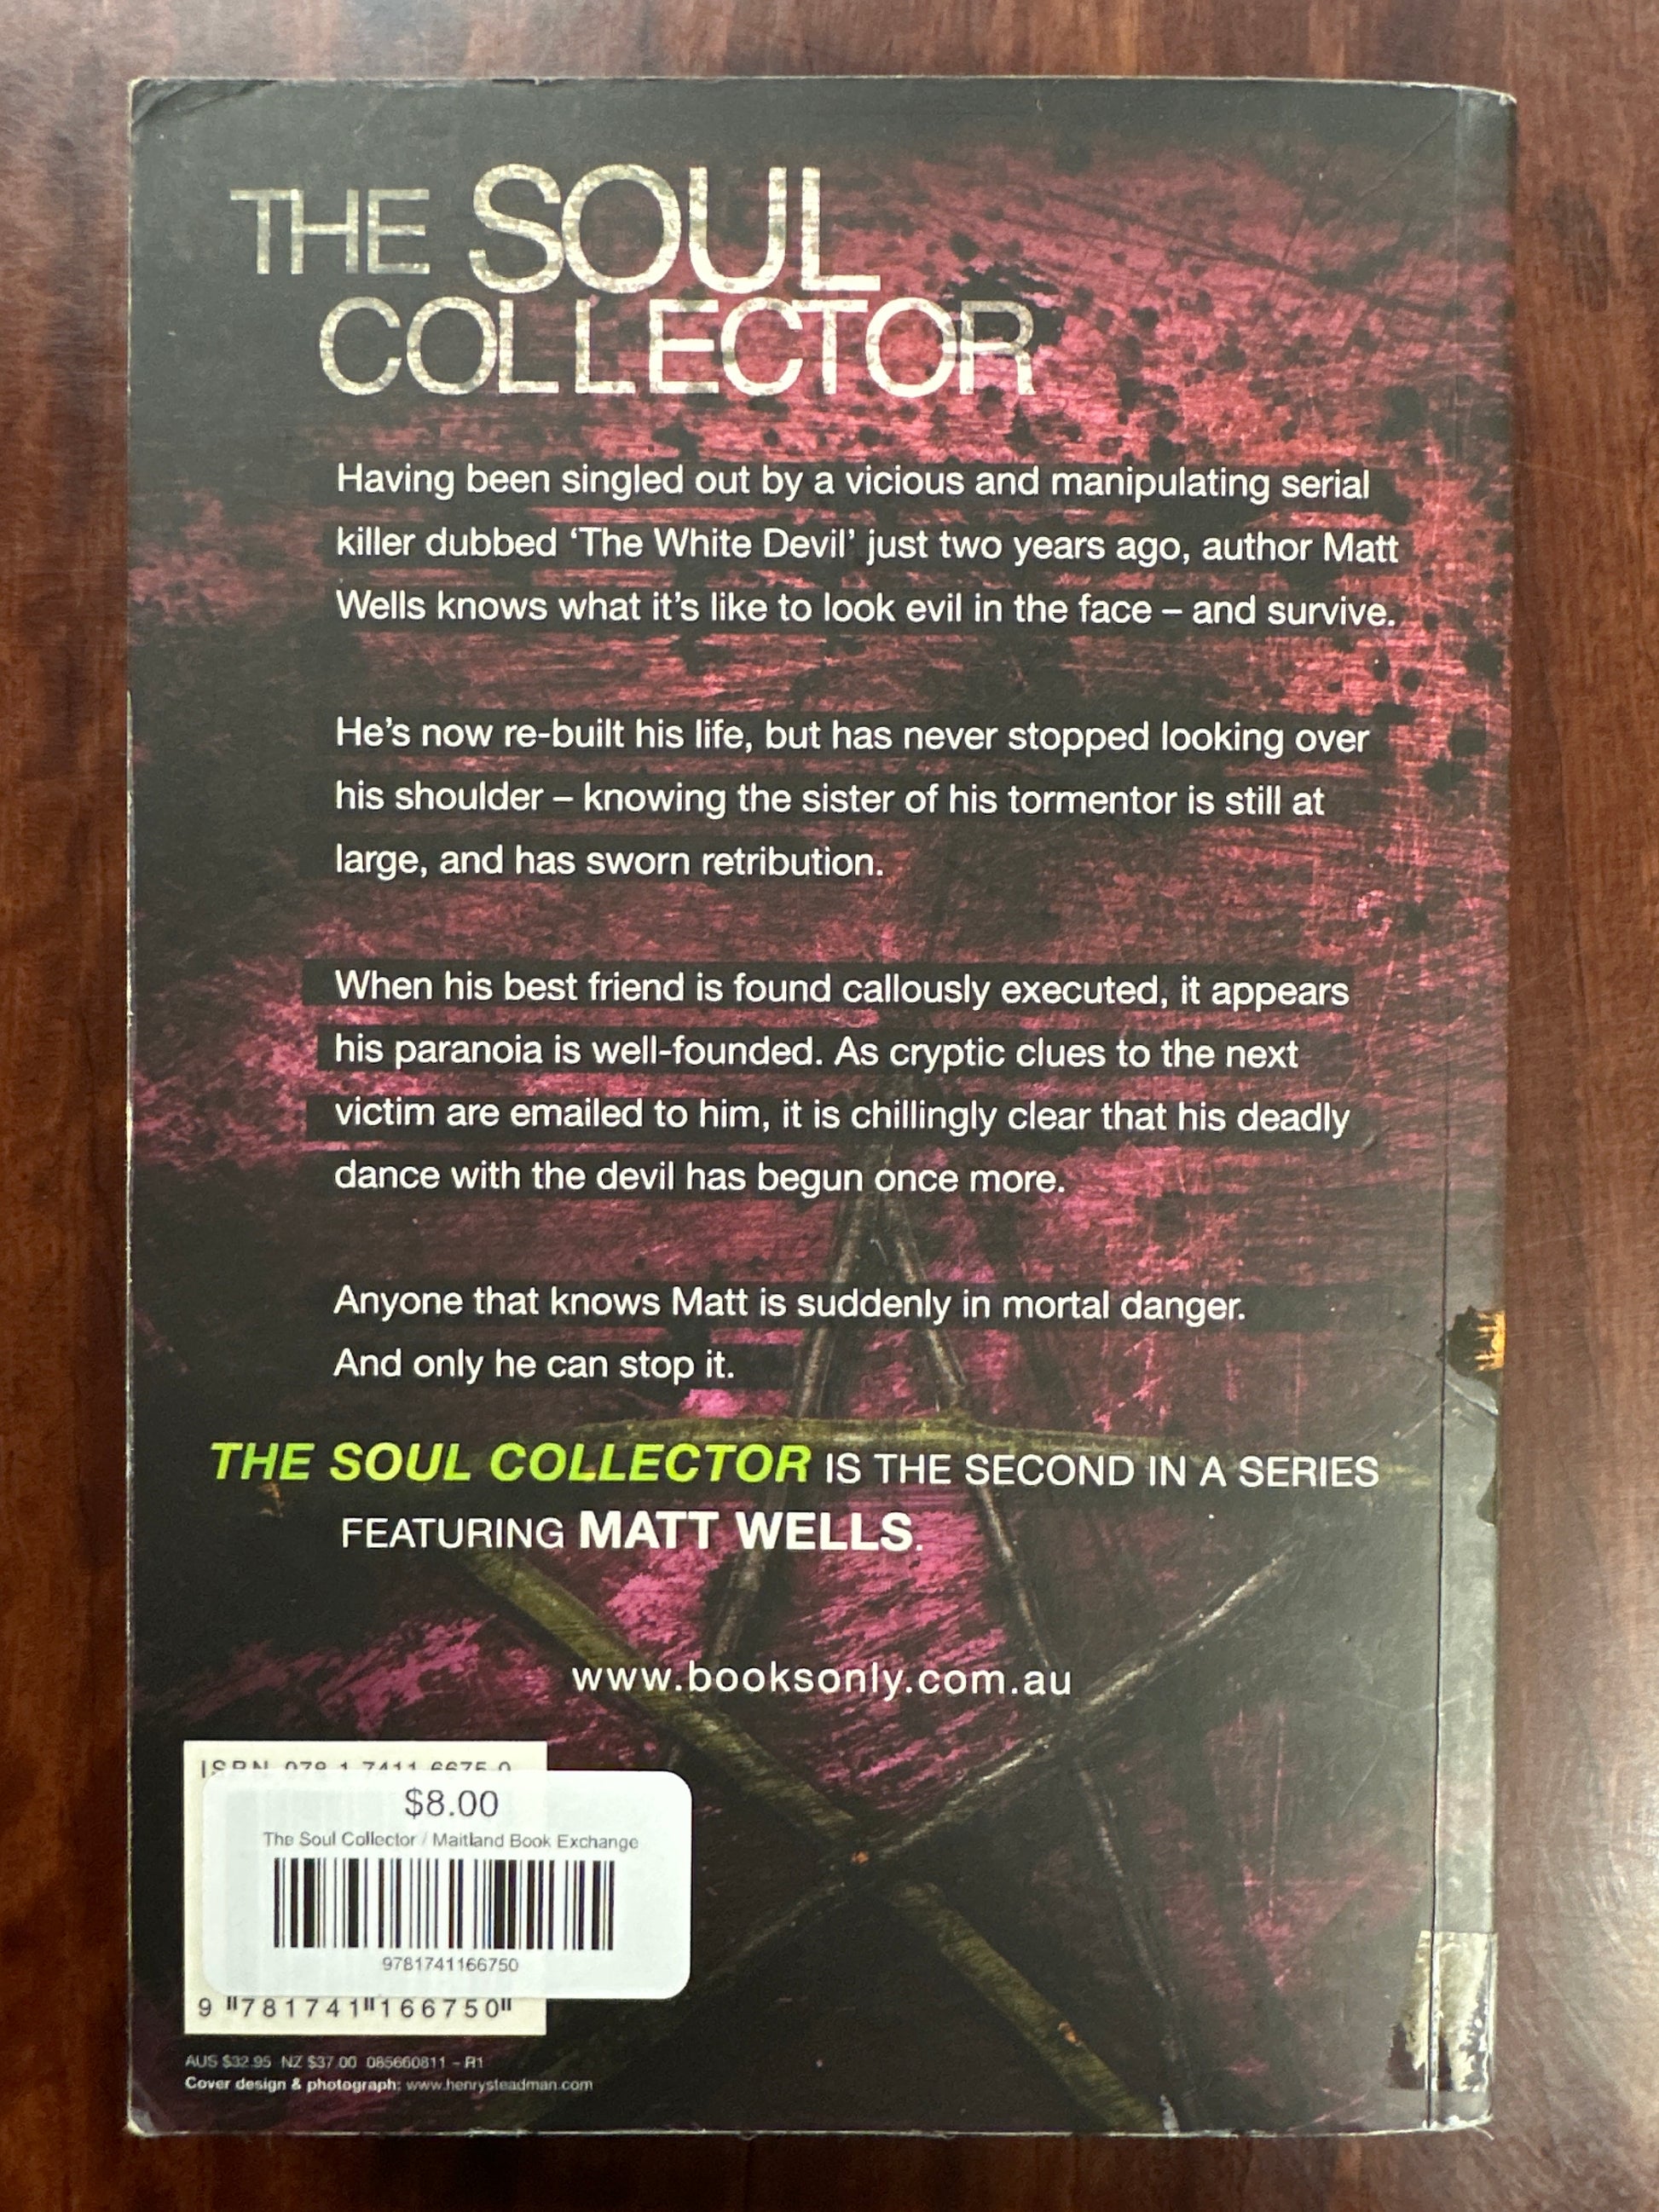 THE SOUL
COLLECTOR
Having been singled out by a vicious and manipulating serial
killer dubbed ‘The White Devil’ just two years ago, author Matt
Wells knows what it’s like to look evil in the face – and survive.
He’s now re-built his life, but has never stopped looking over
his shoulder – knowing the sister of his tormentor is still at
large, and has sworn retribution.
When his best friend is found callously executed, it appears
his paranoia is well-founded. As cryptic clues to the next
victim are emailed to him, it is chillingly clear that his deadly
dance with the devil has begun once more.
Anyone that knows Matt is suddenly in mortal danger.
And only he can stop it.
THE SOUL COLLECTOR IS THE SECOND IN A SERIES
FEATURING MATT WELLS.
www.booksonly.com.au
ISBN 978 1 7411 6675 0
$8.00
The Soul Collector / Maitland Book Exchange
9781741166750
9 781741 166750
AUS $32.95 NZ $37.00 085660811 – R1
Cover design & photograph: www.henrysteadman.com